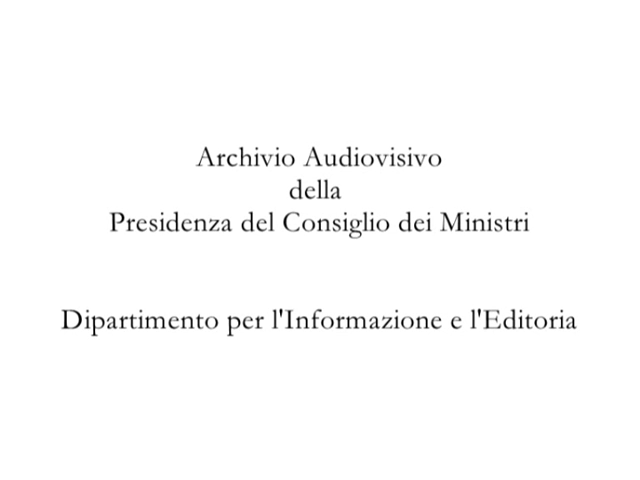 Archivio Audiovisivo
della
Presidenza del Consiglio dei Ministri
Dipartimento per l'Informazione e l'Editoria